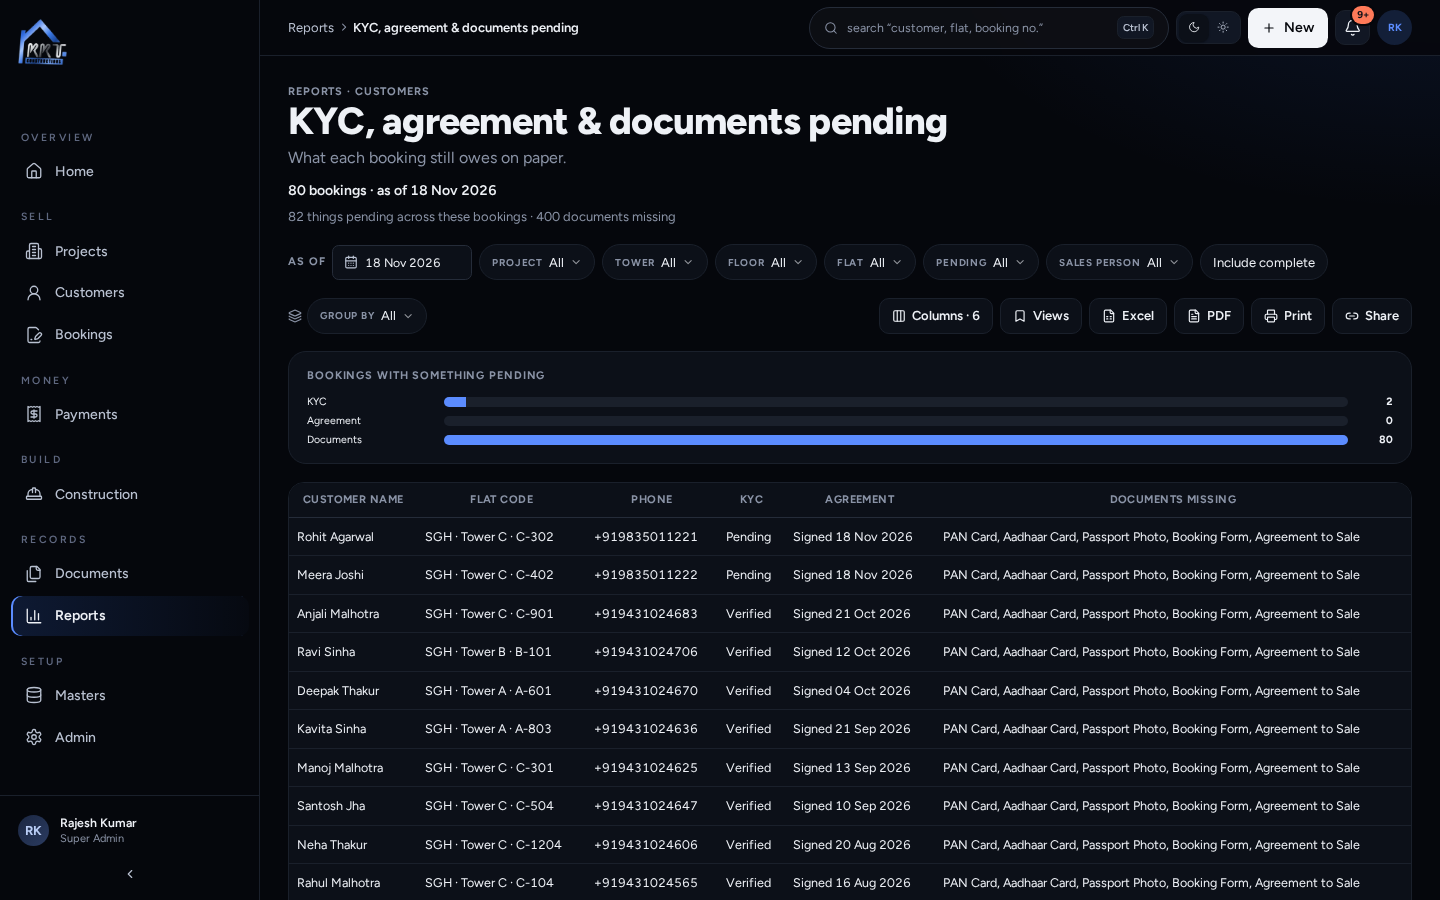 Reports > KYC, agreement & documents pending
search “customer, flat, booking no.”
Ctrl K
New
9+
RK
OVERVIEW
Home
SELL
Projects
Customers
Bookings
MONEY
Payments
BUILD
Construction
RECORDS
Documents
Reports
SETUP
Masters
Admin
RK
Rajesh Kumar
Super Admin
REPORTS · CUSTOMERS
KYC, agreement & documents pending
What each booking still owes on paper.
80 bookings · as of 18 Nov 2026
82 things pending across these bookings · 400 documents missing
AS OF 18 Nov 2026 PROJECT All TOWER All FLOOR All FLAT All PENDING All SALES PERSON All Include complete
GROUP BY All Columns · 6 Views Excel PDF Print Share
BOOKINGS WITH SOMETHING PENDING
KYC 2
Agreement 0
Documents 80
CUSTOMER NAME FLAT CODE PHONE KYC AGREEMENT DOCUMENTS MISSING
Rohit Agarwal SGH · Tower C · C-302 +919835011221 Pending Signed 18 Nov 2026 PAN Card, Aadhaar Card, Passport Photo, Booking Form, Agreement to Sale
Meera Joshi SGH · Tower C · C-402 +919835011222 Pending Signed 18 Nov 2026 PAN Card, Aadhaar Card, Passport Photo, Booking Form, Agreement to Sale
Anjali Malhotra SGH · Tower C · C-901 +919431024683 Verified Signed 21 Oct 2026 PAN Card, Aadhaar Card, Passport Photo, Booking Form, Agreement to Sale
Ravi Sinha SGH · Tower B · B-101 +919431024706 Verified Signed 12 Oct 2026 PAN Card, Aadhaar Card, Passport Photo, Booking Form, Agreement to Sale
Deepak Thakur SGH · Tower A · A-601 +919431024670 Verified Signed 04 Oct 2026 PAN Card, Aadhaar Card, Passport Photo, Booking Form, Agreement to Sale
Kavita Sinha SGH · Tower A · A-803 +919431024636 Verified Signed 21 Sep 2026 PAN Card, Aadhaar Card, Passport Photo, Booking Form, Agreement to Sale
Manoj Malhotra SGH · Tower C · C-301 +919431024625 Verified Signed 13 Sep 2026 PAN Card, Aadhaar Card, Passport Photo, Booking Form, Agreement to Sale
Santosh Jha SGH · Tower C · C-504 +919431024647 Verified Signed 10 Sep 2026 PAN Card, Aadhaar Card, Passport Photo, Booking Form, Agreement to Sale
Neha Thakur SGH · Tower C · C-1204 +919431024606 Verified Signed 20 Aug 2026 PAN Card, Aadhaar Card, Passport Photo, Booking Form, Agreement to Sale
Rahul Malhotra SGH · Tower C · C-104 +919431024565 Verified Signed 16 Aug 2026 PAN Card, Aadhaar Card, Passport Photo, Booking Form, Agreement to Sale